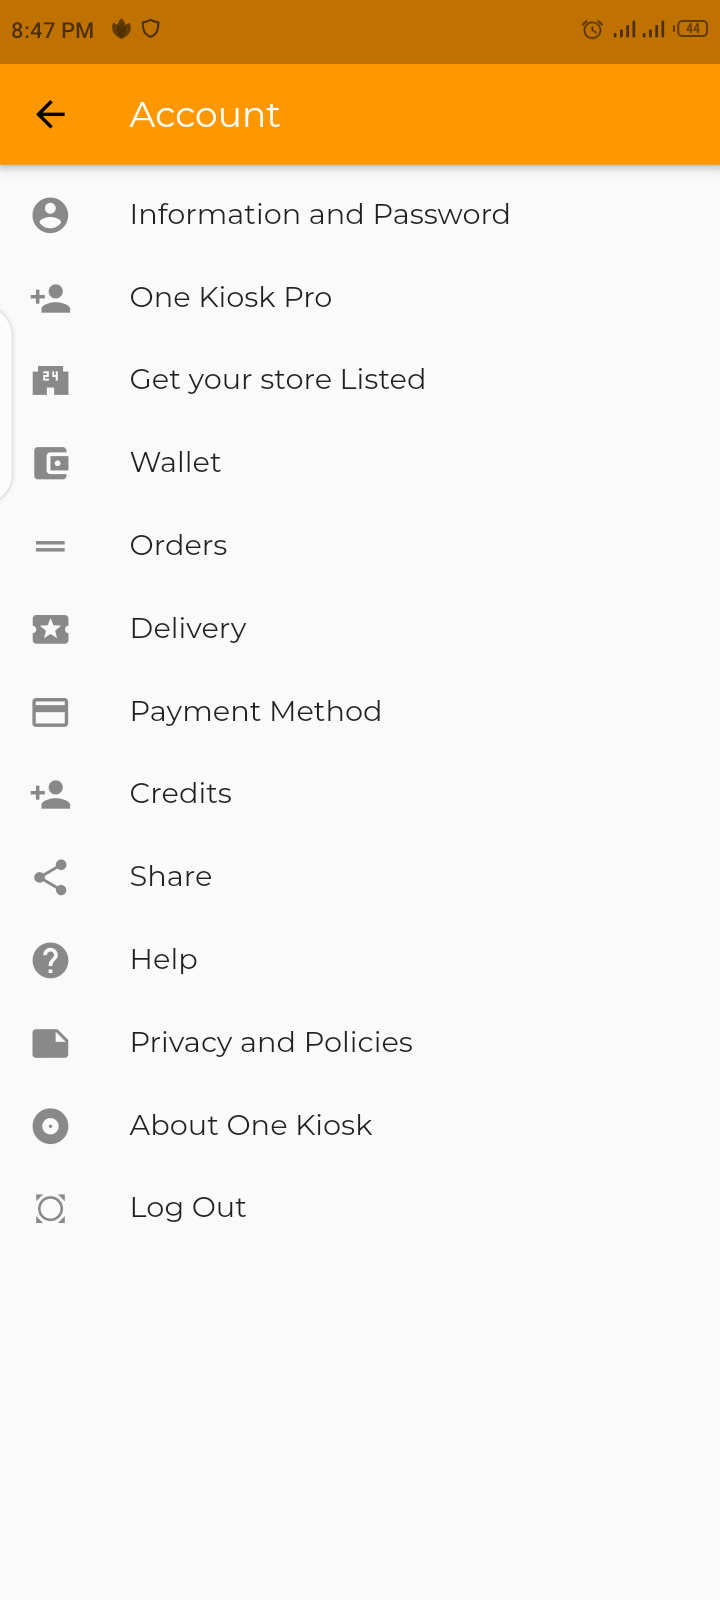 8:47 PM
44
Account
Information and Password
One Kiosk Pro
24
Get your store Listed
Wallet
Orders
Delivery
Payment Method
Credits
Share
Help
Privacy and Policies
About One Kiosk
Log Out